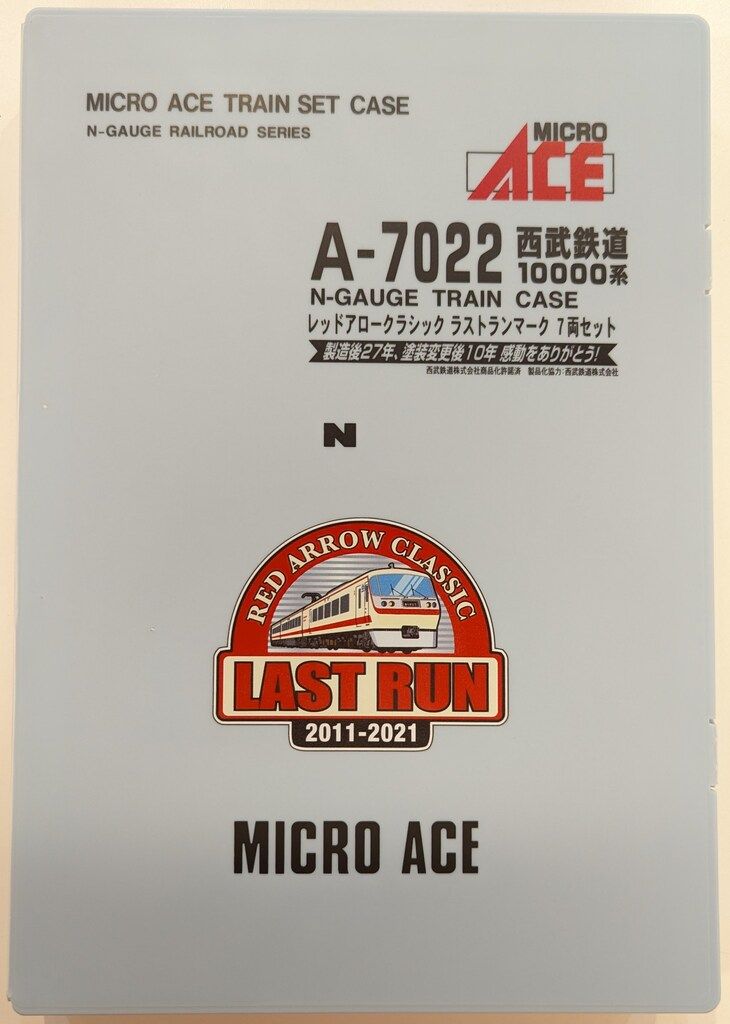 MICRO ACE TRAIN SET CASE
N-GAUGE RAILROAD SERIES
MICRO
ACE
A-7022 西武鉄道
10000系
N-GAUGE TRAIN CASE
レッドアロークラシック ラストランマーク 7両セット
製造後27年、塗装変更後10年 感動をありがとう!
西武鉄道株式会社商品化許諾済 製品化協力:西武鉄道株式会社
N
RED ARROW CLASSIC
LAST RUN
2011-2021
MICRO ACE